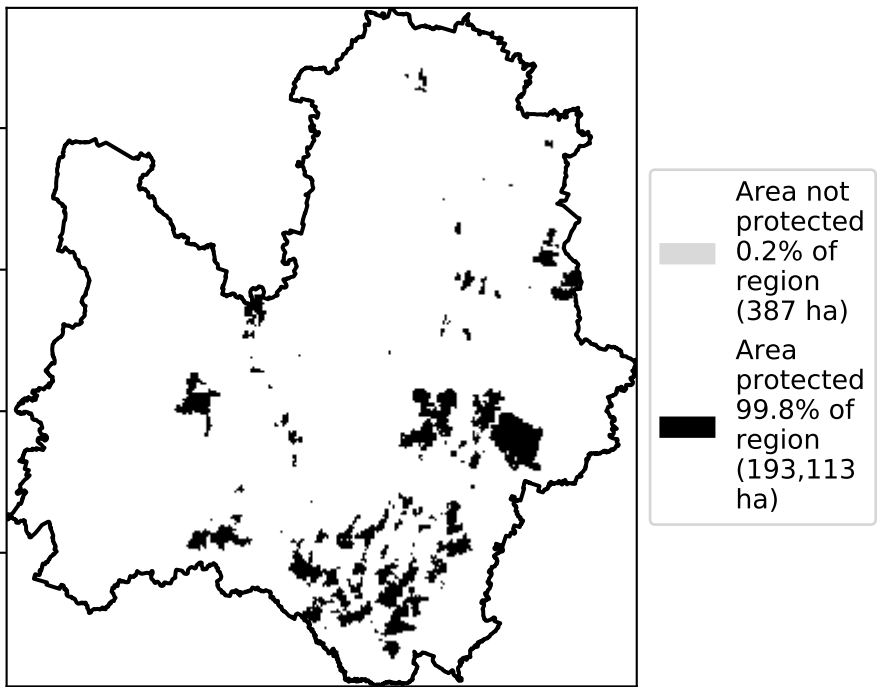 Area not
protected
0.2% of
region
(387 ha)
Area
protected
99.8% of
region
(193,113
ha)